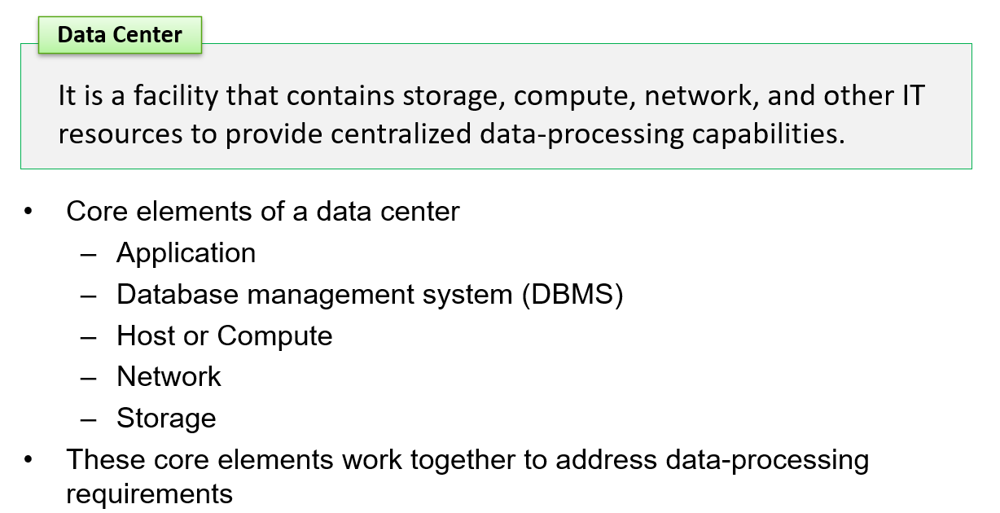 Data Center
It is a facility that contains storage, compute, network, and other IT
resources to provide centralized data-processing capabilities.
• Core elements of a data center
– Application
– Database management system (DBMS)
– Host or Compute
– Network
– Storage
• These core elements work together to address data-processing
requirements